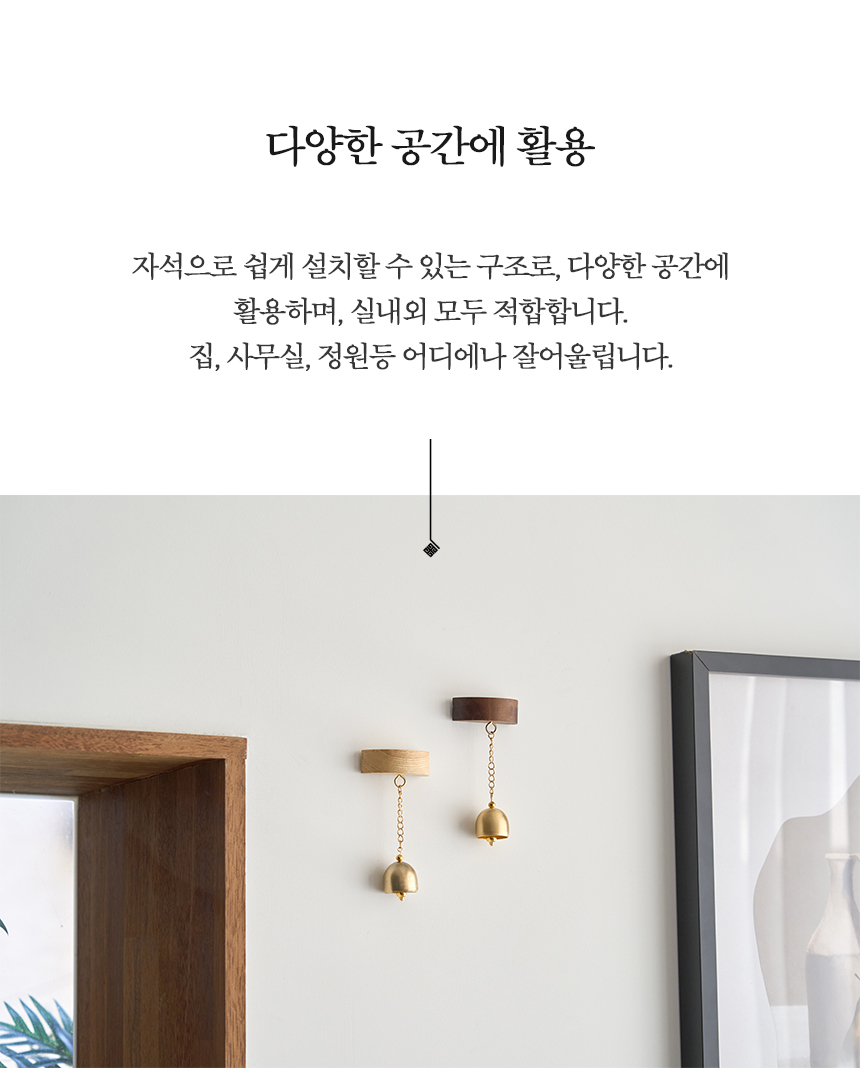 다양한 공간에 활용
자석으로 쉽게 설치할 수 있는 구조로, 다양한 공간에
활용하며, 실내외 모두 적합합니다.
집, 사무실, 정원등 어디에나 잘어울립니다.